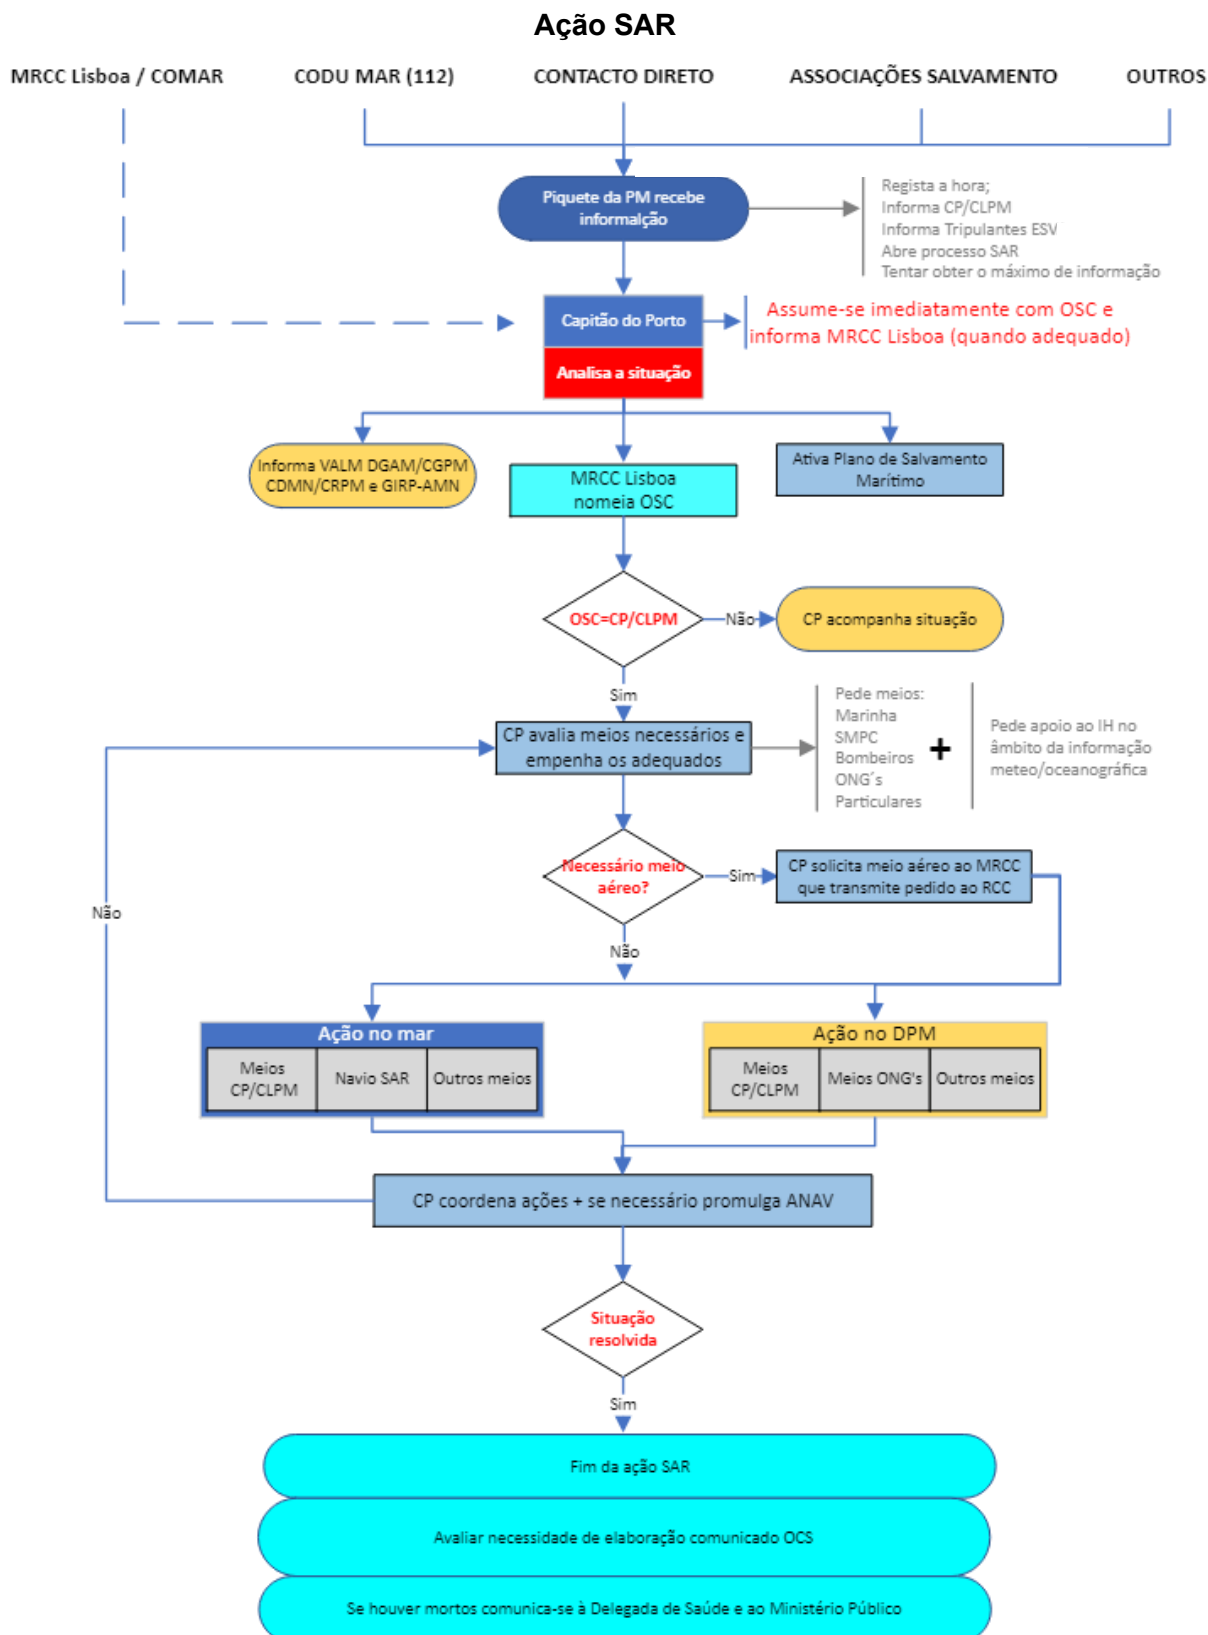 Ação SAR
MRCC Lisboa / COMAR
CODU MAR (112)
CONTACTO DIRETO
ASSOCIAÇÕES SALVAMENTO
OUTROS
Piquete da PM recebe
informalção
Regista a hora;
Informa CP/CLPM
Informa Tripulantes ESV
Abre processo SAR
Tentar obter o máximo de informação
Capitão do Porto
Assume-se imediatamente com OSC e
informa MRCC Lisboa (quando adequado)
Analisa a situação
Informa VALM DGAM/CGPM
CDMN/CRPM e GIRP-AMN
MRCC Lisboa
nomeia OSC
Ativa Plano de Salvamento
Marítimo
OSC=CP/CLPM
Não
CP acompanha situação
Sim
CP avalia meios necessários e
empenha os adequados
Pede meios:
Marinha
SMPC
Bombeiros
ONG´s
Particulares
+
Pede apoio ao IH no
âmbito da informação
meteo/oceanográfica
Necessário meio
aéreo?
Sim
CP solicita meio aéreo ao MRCC
que transmite pedido ao RCC
Não
Não
Ação no mar
Meios
CP/CLPM
Navio SAR
Outros meios
Ação no DPM
Meios
CP/CLPM
Meios ONG's
Outros meios
CP coordena ações + se necessário promulga ANAV
Situação
resolvida
Sim
Fim da ação SAR
Avaliar necessidade de elaboração comunicado OCS
Se houver mortos comunica-se à Delegada de Saúde e ao Ministério Público